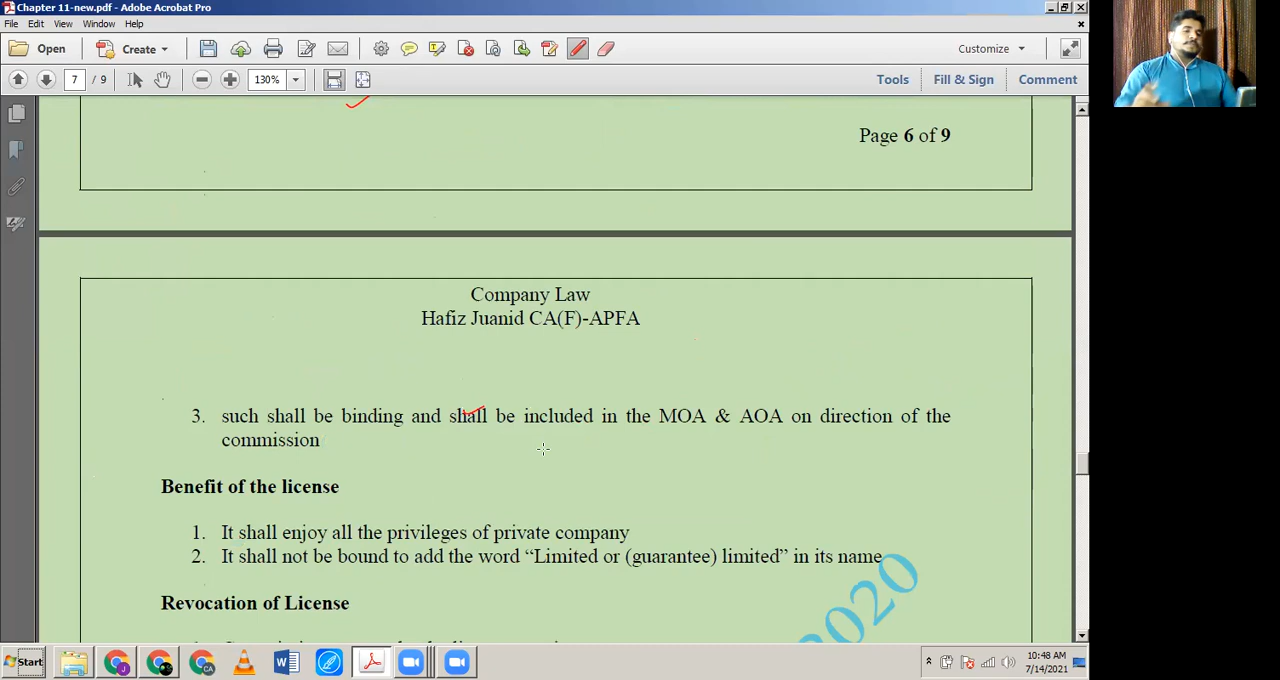 Chapter 11-new.pdf - Adobe Acrobat Pro
File Edit View Window Help
Open Create Customize
7 / 9 130% Tools Fill & Sign Comment
Page 6 of 9
Company Law
Hafiz Juanid CA(F)-APFA
3. such shall be binding and shall be included in the MOA & AOA on direction of the
commission
Benefit of the license
1. It shall enjoy all the privileges of private company
2. It shall not be bound to add the word “Limited or (guarantee) limited” in its name
2020
Revocation of License
Start
10:48 AM
7/14/2021